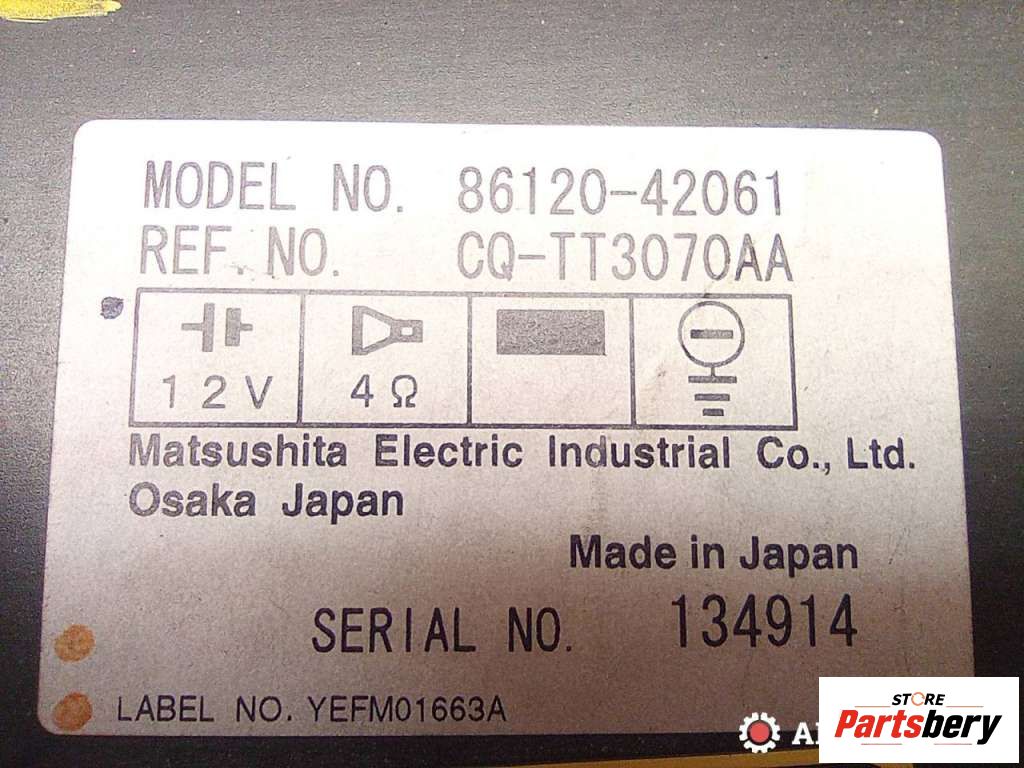 MODEL NO. 86120-42061
REF. NO. CQ-TT3070AA
12V 4Ω
Matsushita Electric Industrial Co., Ltd.
Osaka Japan
Made in Japan
SERIAL NO. 134914
LABEL NO. YEFM01663A
STORE
Partsbery